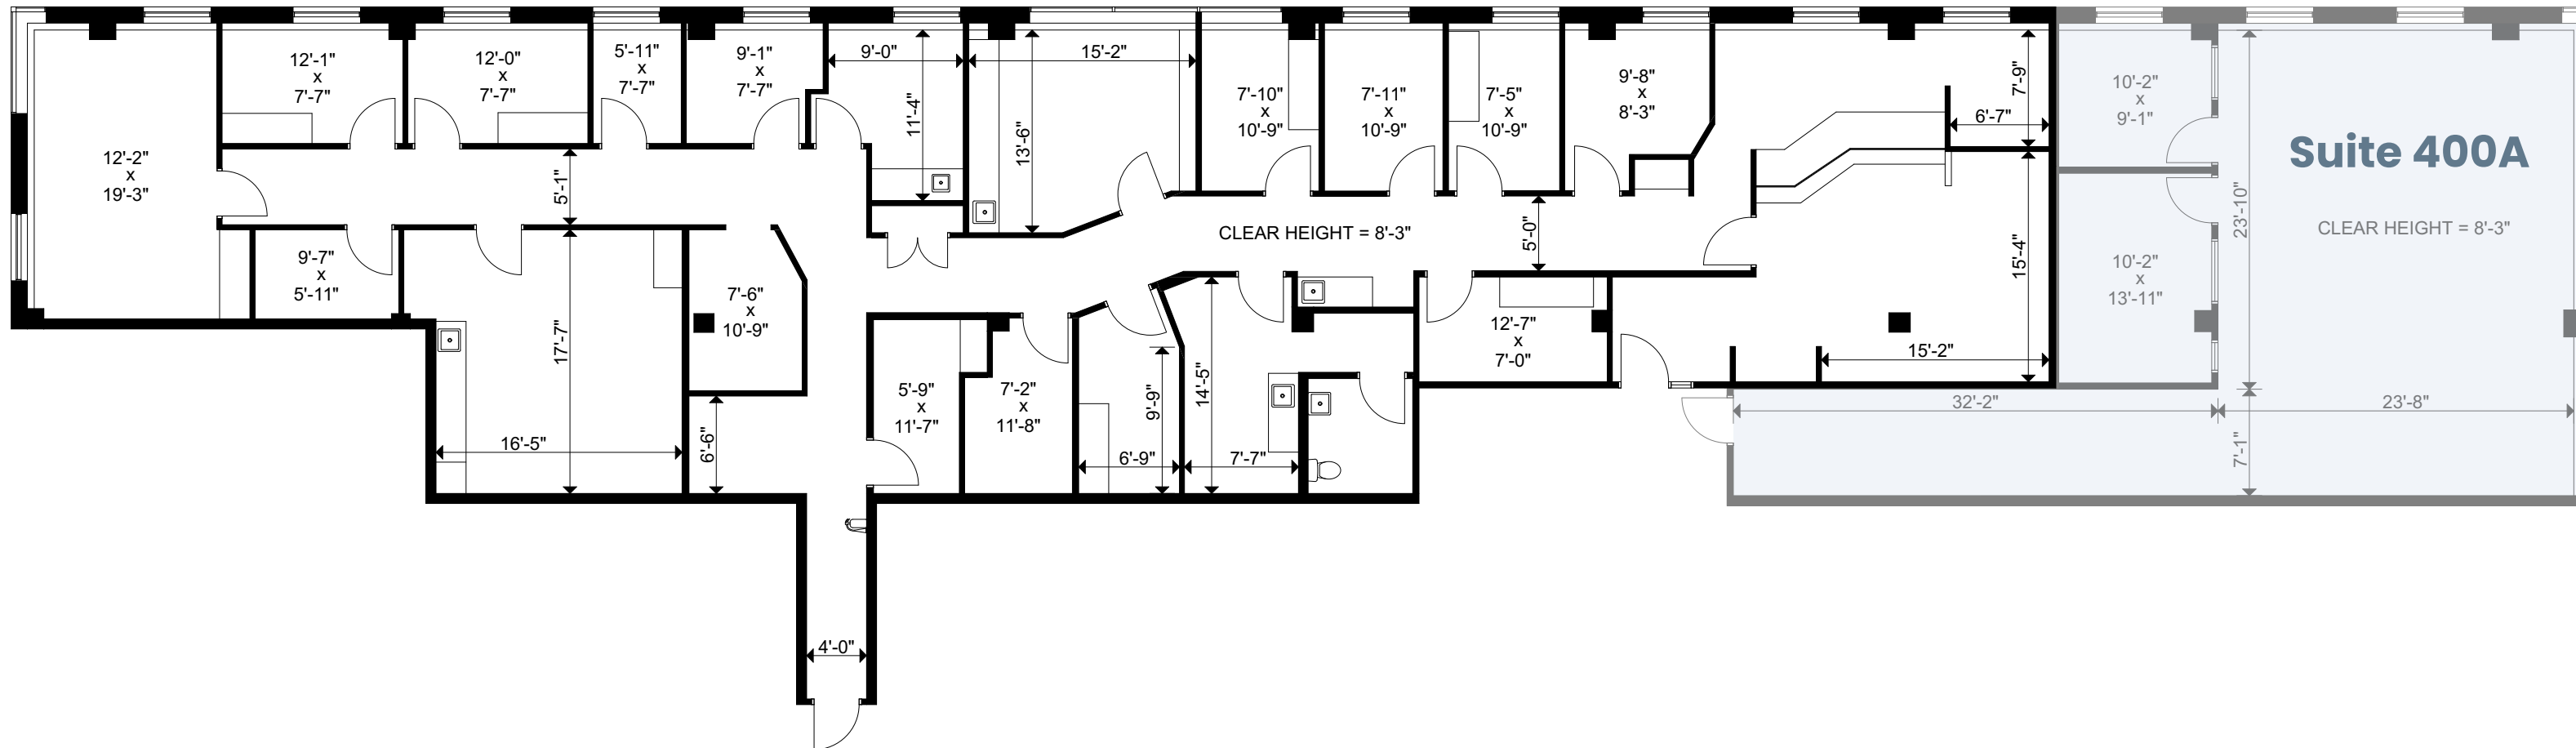 12'-2"
x
19'-3"
12'-1"
x
7'-7"
12'-0"
x
7'-7"
5'-11"
x
7'-7"
9'-1"
x
7'-7"
9'-0"
11'-4"
15'-2"
13'-6"
7'-10"
x
10'-9"
7'-11"
x
10'-9"
7'-5"
x
10'-9"
9'-8"
x
8'-3"
7'-9"
6'-7"
10'-2"
x
9'-1"
Suite 400A
CLEAR HEIGHT = 8'-3"
23'-10"
5'-1"
CLEAR HEIGHT = 8'-3"
5'-0"
15'-4"
10'-2"
x
13'-11"
9'-7"
x
5'-11"
17'-7"
16'-5"
7'-6"
x
10'-9"
6'-6"
5'-9"
x
11'-7"
7'-2"
x
11'-8"
9'-9"
6'-9"
14'-5"
7'-7"
12'-7"
x
7'-0"
15'-2"
32'-2"
23'-8"
7'-1"
4'-0"